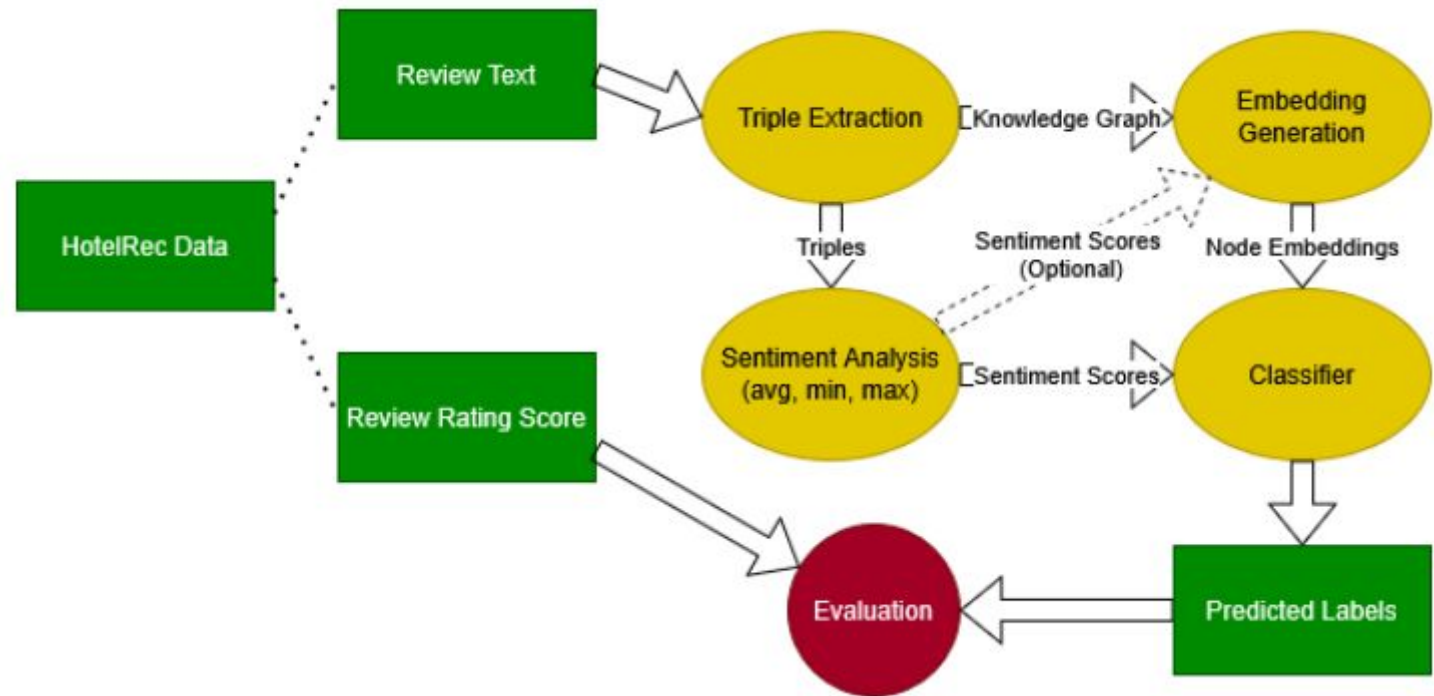 Review Text
Triple Extraction
Knowledge Graph
Embedding
Generation
HotelRec Data
Triples
Sentiment Scores
(Optional)
Node Embeddings
Review Rating Score
Sentiment Analysis
(avg, min, max)
Sentiment Scores
Classifier
Evaluation
Predicted Labels